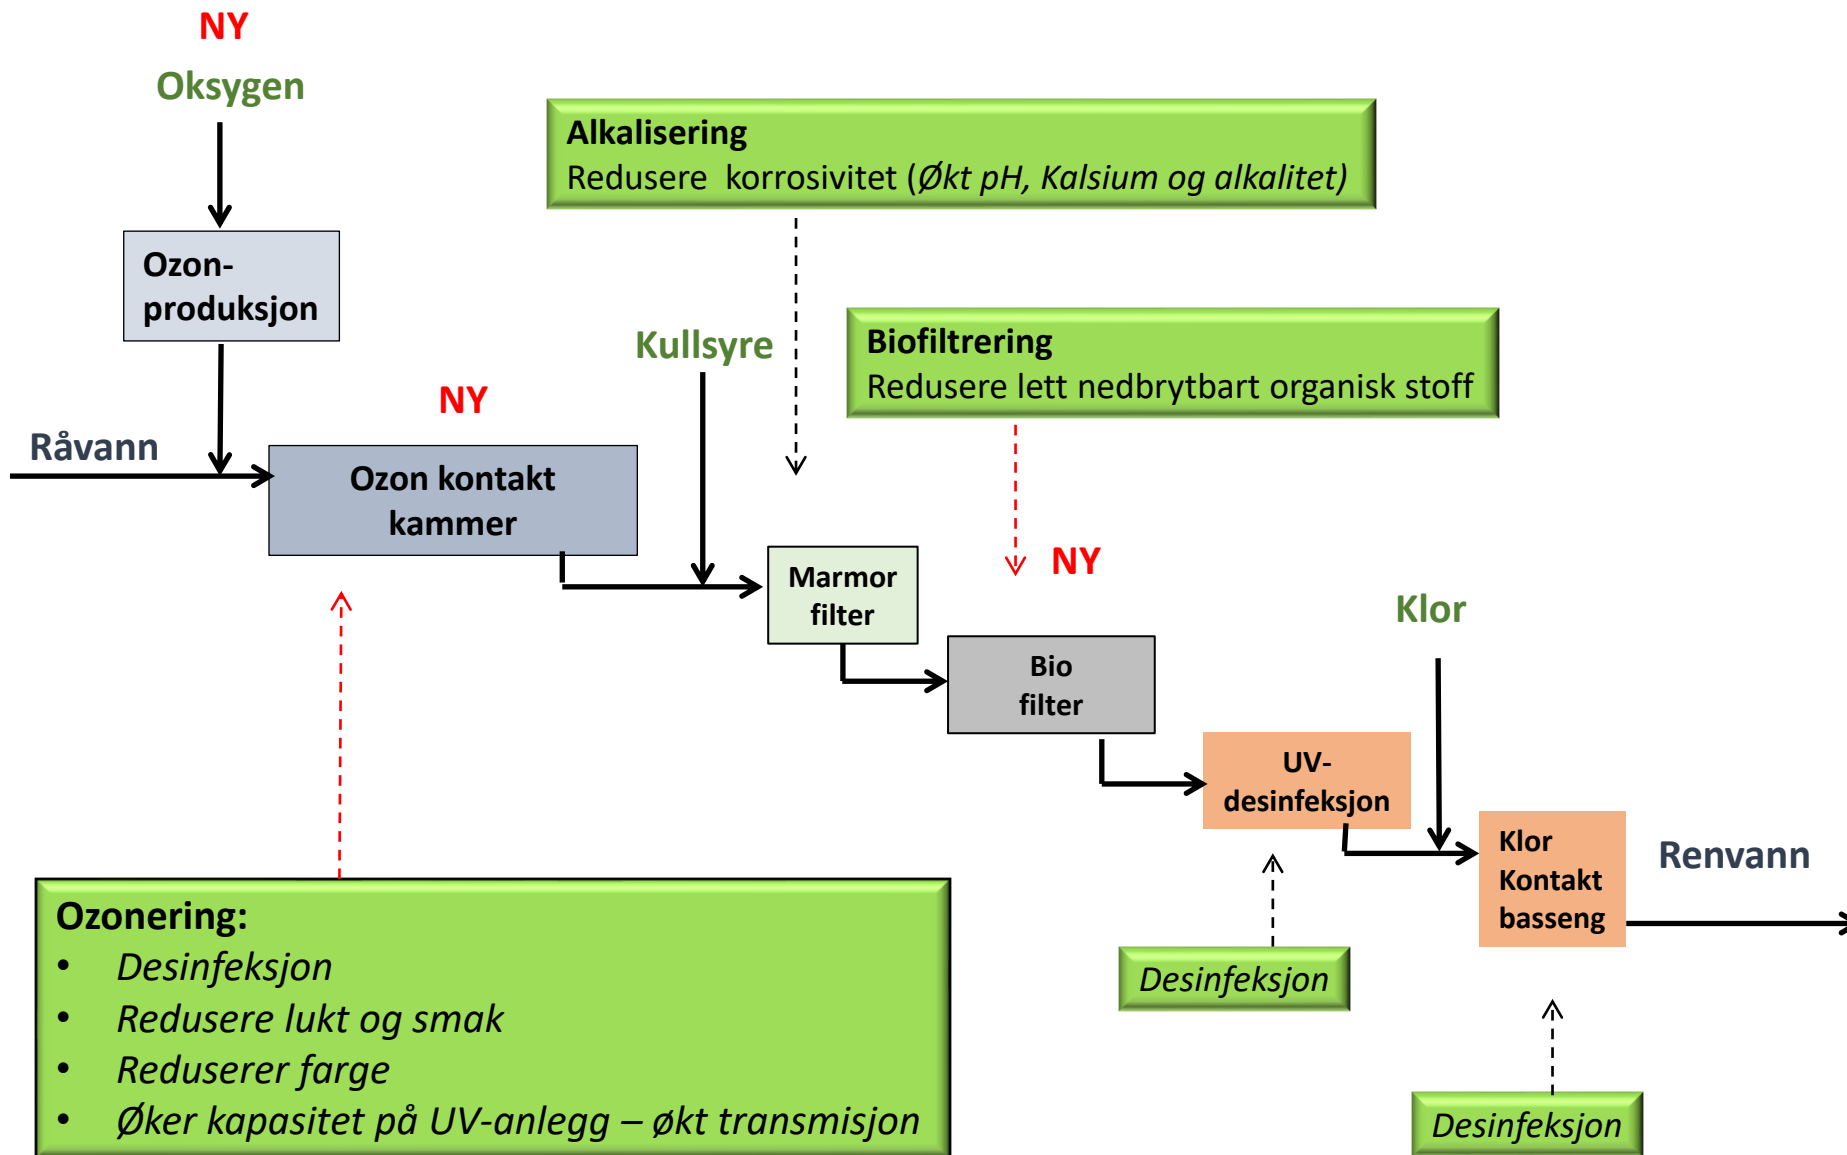 NY
Oksygen
Alkalisering
Redusere korrosivitet (Økt pH, Kalsium og alkalitet)
Ozon-
produksjon
Kullsyre
Biofiltrering
Redusere lett nedbrytbart organisk stoff
NY
Råvann
Ozon kontakt
kammer
NY
Marmor
filter
Klor
Bio
filter
UV-
desinfeksjon
Klor
Kontakt
basseng
Renvann
Ozonering:
• Desinfeksjon
• Redusere lukt og smak
• Reduserer farge
• Øker kapasitet på UV-anlegg – økt transmisjon
Desinfeksjon
Desinfeksjon